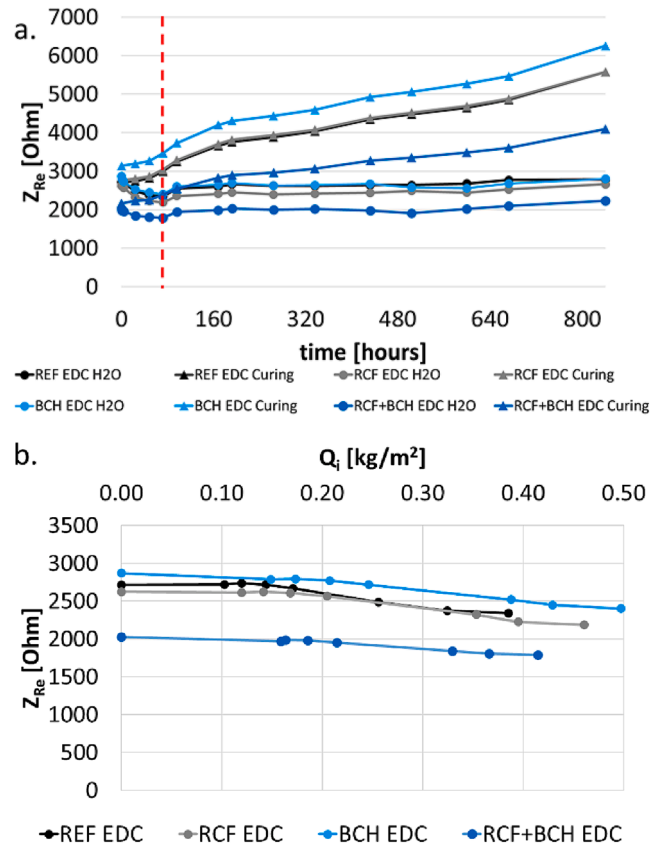 a.
7000
6000
5000
4000
3000
2000
1000
0
Z_Re [Ohm]
0 160 320 480 640 800
time [hours]
REF EDC H2O REF EDC Curing RCF EDC H2O RCF EDC Curing
BCH EDC H2O BCH EDC Curing RCF+BCH EDC H2O RCF+BCH EDC Curing
b.
Q_i [kg/m²]
0.00 0.10 0.20 0.30 0.40 0.50
3500
3000
2500
2000
1500
1000
500
0
Z_Re [Ohm]
REF EDC RCF EDC BCH EDC RCF+BCH EDC